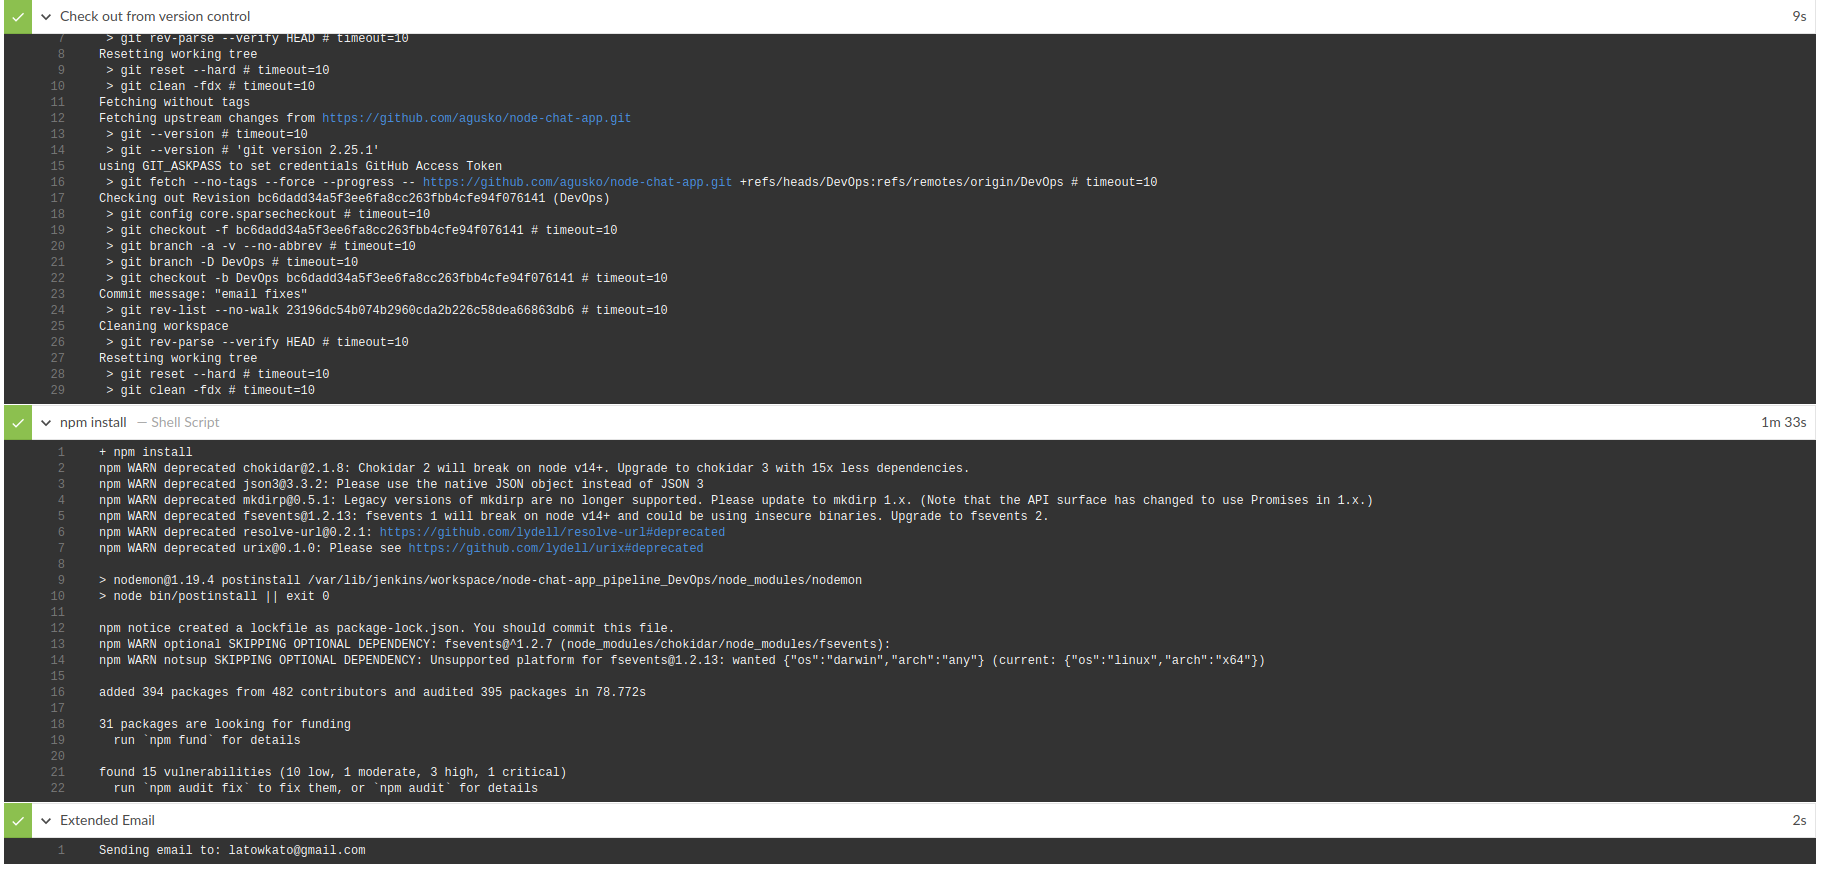 Check out from version control 9s
7 > git rev-parse --verify HEAD # timeout=10
8 Resetting working tree
9 > git reset --hard # timeout=10
10 > git clean -fdx # timeout=10
11 Fetching without tags
12 Fetching upstream changes from https://github.com/agusko/node-chat-app.git
13 > git --version # timeout=10
14 > git --version # 'git version 2.25.1'
15 using GIT_ASKPASS to set credentials GitHub Access Token
16 > git fetch --no-tags --force --progress -- https://github.com/agusko/node-chat-app.git +refs/heads/DevOps:refs/remotes/origin/DevOps # timeout=10
17 Checking out Revision bc6dadd34a5f3ee6fa8cc263fbb4cfe94f076141 (DevOps)
18 > git config core.sparsecheckout # timeout=10
19 > git checkout -f bc6dadd34a5f3ee6fa8cc263fbb4cfe94f076141 # timeout=10
20 > git branch -a -v --no-abbrev # timeout=10
21 > git branch -D DevOps # timeout=10
22 > git checkout -b DevOps bc6dadd34a5f3ee6fa8cc263fbb4cfe94f076141 # timeout=10
23 Commit message: "email fixes"
24 > git rev-list --no-walk 23196dc54b074b2960cda2b226c58dea66863db6 # timeout=10
25 Cleaning workspace
26 > git rev-parse --verify HEAD # timeout=10
27 Resetting working tree
28 > git reset --hard # timeout=10
29 > git clean -fdx # timeout=10
npm install — Shell Script 1m 33s
1 + npm install
2 npm WARN deprecated chokidar@2.1.8: Chokidar 2 will break on node v14+. Upgrade to chokidar 3 with 15x less dependencies.
3 npm WARN deprecated json3@3.3.2: Please use the native JSON object instead of JSON 3
4 npm WARN deprecated mkdirp@0.5.1: Legacy versions of mkdirp are no longer supported. Please update to mkdirp 1.x. (Note that the API surface has changed to use Promises in 1.x.)
5 npm WARN deprecated fsevents@1.2.13: fsevents 1 will break on node v14+ and could be using insecure binaries. Upgrade to fsevents 2.
6 npm WARN deprecated resolve-url@0.2.1: https://github.com/lydell/resolve-url#deprecated
7 npm WARN deprecated urix@0.1.0: Please see https://github.com/lydell/urix#deprecated
8
9 > nodemon@1.19.4 postinstall /var/lib/jenkins/workspace/node-chat-app_pipeline_DevOps/node_modules/nodemon
10 > node bin/postinstall || exit 0
11
12 npm notice created a lockfile as package-lock.json. You should commit this file.
13 npm WARN optional SKIPPING OPTIONAL DEPENDENCY: fsevents@^1.2.7 (node_modules/chokidar/node_modules/fsevents):
14 npm WARN notsup SKIPPING OPTIONAL DEPENDENCY: Unsupported platform for fsevents@1.2.13: wanted {"os":"darwin","arch":"any"} (current: {"os":"linux","arch":"x64"})
15
16 added 394 packages from 482 contributors and audited 395 packages in 78.772s
17
18 31 packages are looking for funding
19 run `npm fund` for details
20
21 found 15 vulnerabilities (10 low, 1 moderate, 3 high, 1 critical)
22 run `npm audit fix` to fix them, or `npm audit` for details
Extended Email 2s
1 Sending email to: latowkato@gmail.com